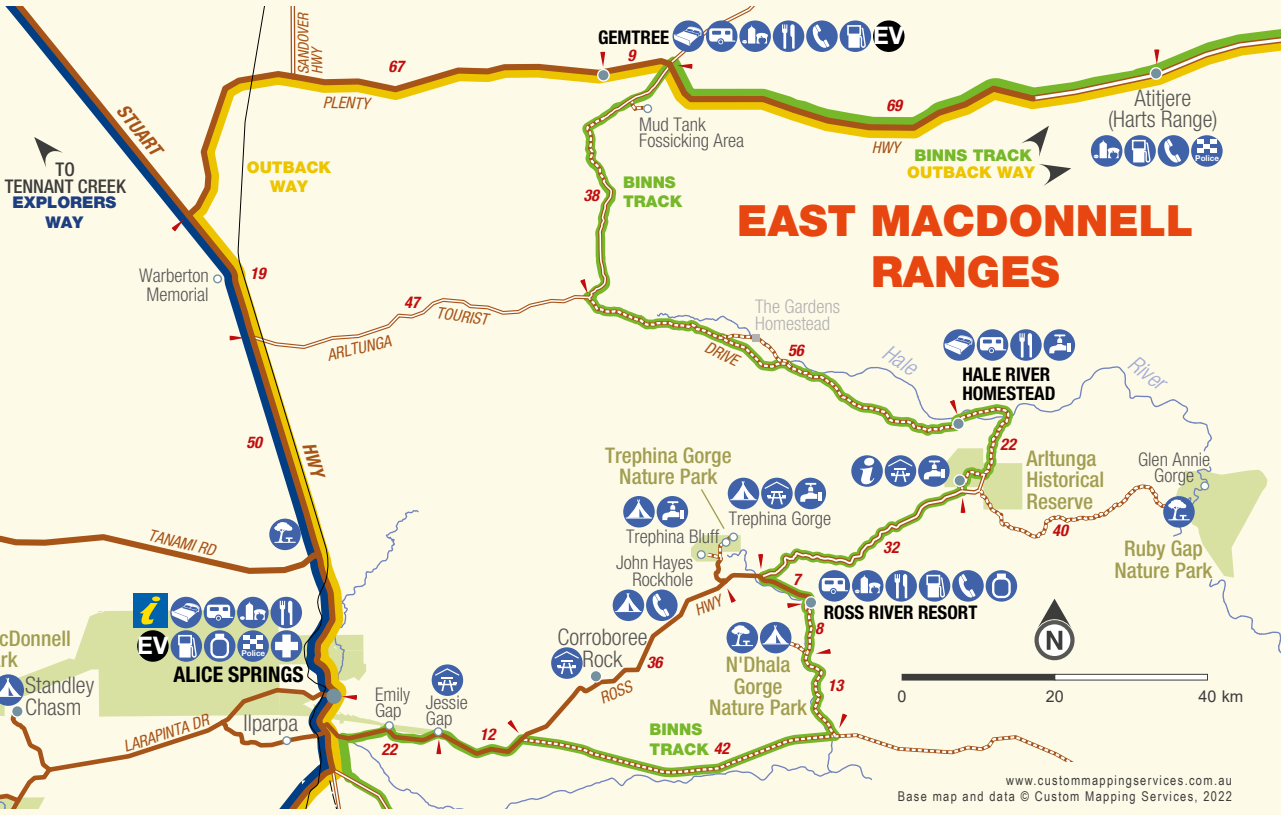 SANDOVER
HWY
GEMTREE
EV
9
67
PLENTY
STUART
69
HWY
Atitjere
(Harts Range)
Police
Mud Tank
Fossicking Area
BINNS TRACK
OUTBACK WAY
TO
TENNANT CREEK
EXPLORERS
WAY
OUTBACK
WAY
BINNS
TRACK
38
EAST MACDONNELL
RANGES
Warberton
Memorial
19
47
TOURIST
ARLTUNGA
The Gardens
Homestead
DRIVE
56
Hale
River
HALE RIVER
HOMESTEAD
50
HWY
22
Trephina Gorge
Nature Park
Arltunga
Historical
Reserve
Glen Annie
Gorge
i
Trephina Gorge
Trephina Bluff
TANAMI RD
40
32
Ruby Gap
Nature Park
John Hayes
Rockhole
7
HWY
ROSS RIVER RESORT
i
EV
Police
ALICE SPRINGS
8
Corroboree
Rock
36
N'Dhala
Gorge
Nature Park
N
cDonnell
rk
Standley
Chasm
13
ROSS
0
20
40 km
Emily
Gap
Jessie
Gap
LARAPINTA DR
Ilparpa
22
12
BINNS
TRACK
42
www.custommappingservices.com.au
Base map and data © Custom Mapping Services, 2022